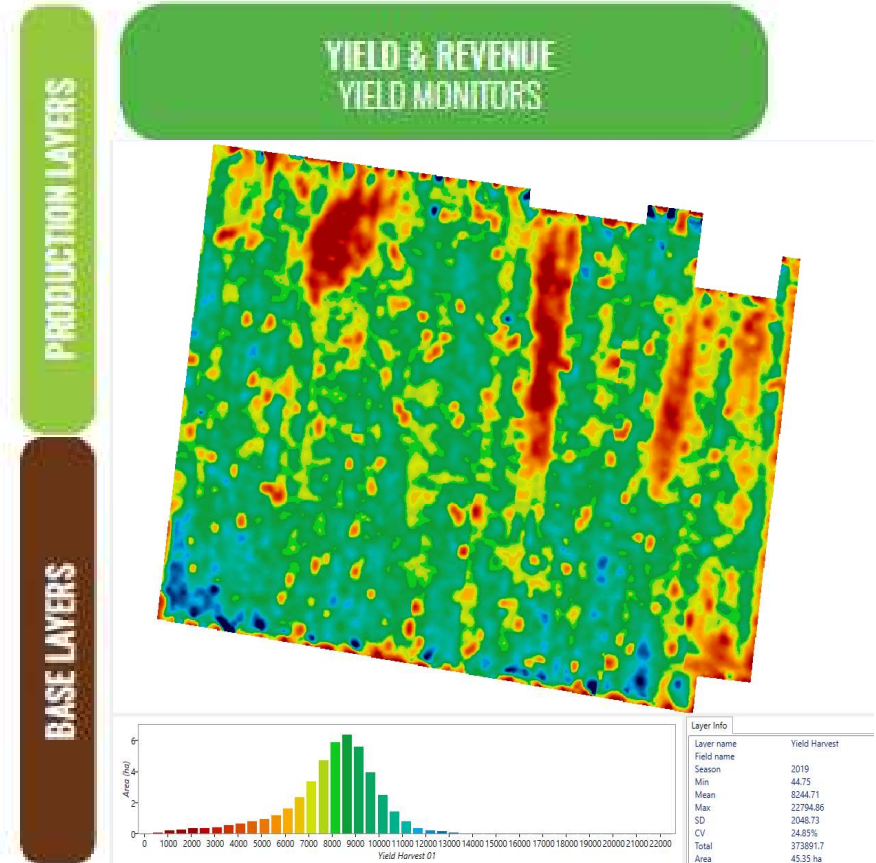 PRODUCTION LAYERS
BASE LAYERS
YIELD & REVENUE
YIELD MONITORS
Area (ha)
6
4
2
0
0 1000 2000 3000 4000 5000 6000 7000 8000 9000 10000 11000 12000 13000 14000 15000 16000 17000 18000 19000 20000 21000 22000
Yield Harvest 01
Layer Info
Layer name Yield Harvest
Field name
Season 2019
Min 44.75
Mean 8244.71
Max 22794.86
SD 2048.73
CV 24.85%
Total 373891.7
Area 45.35 ha